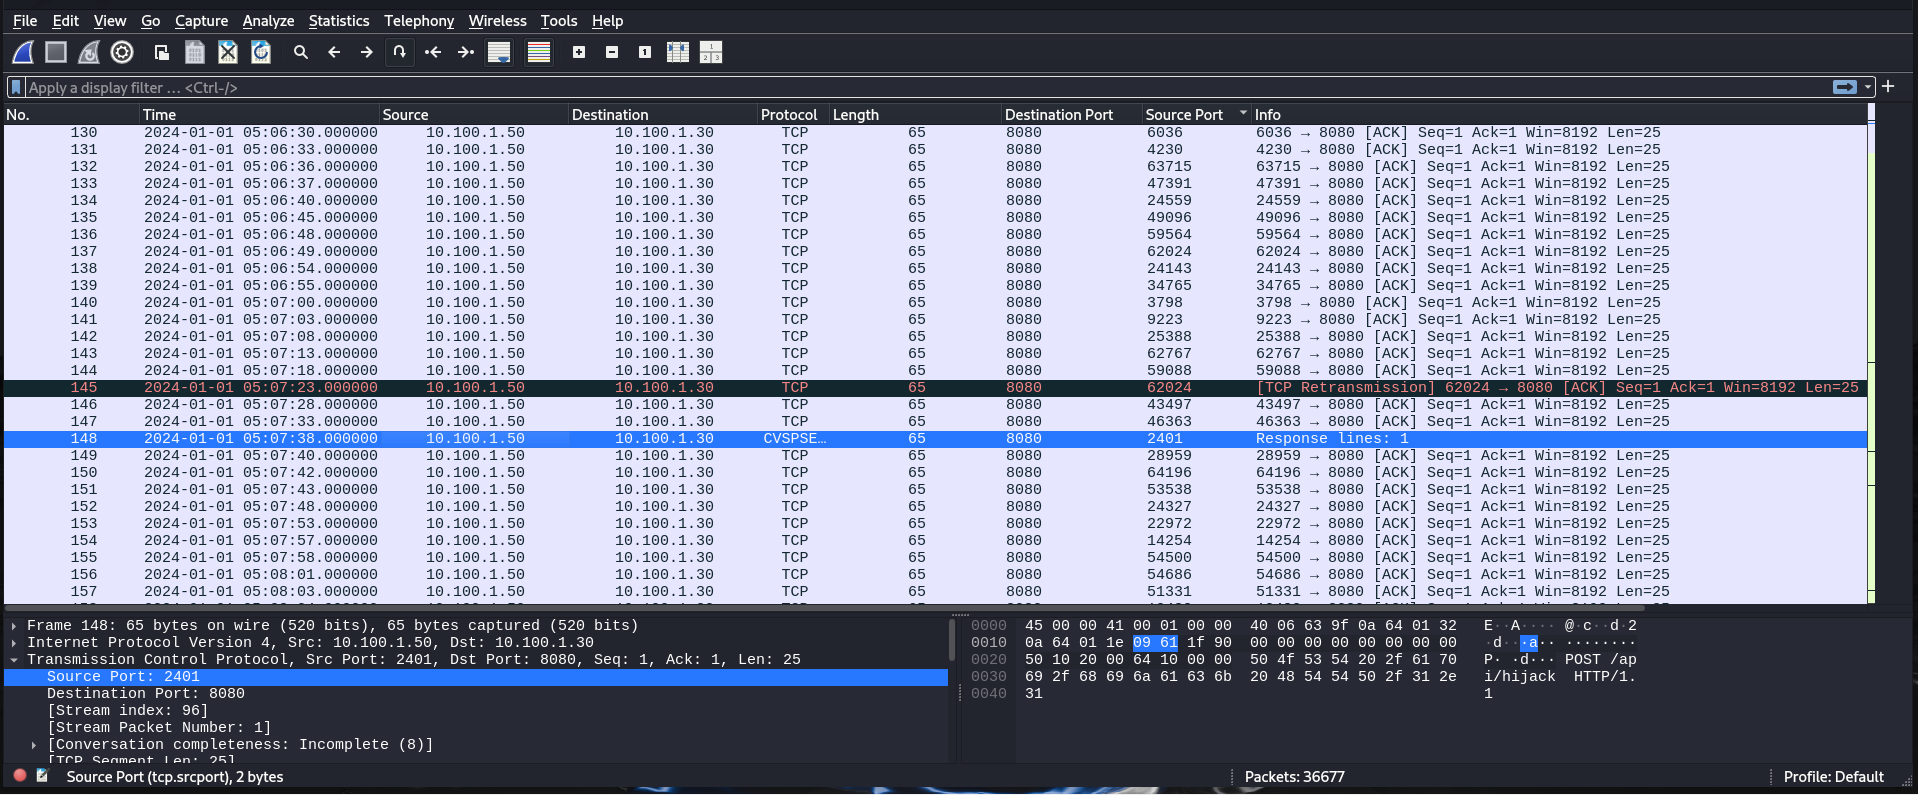 File Edit View Go Capture Analyze Statistics Telephony Wireless Tools Help
Apply a display filter … <Ctrl-/>
No. Time Source Destination Protocol Length Destination Port Source Port Info
130 2024-01-01 05:06:30.000000 10.100.1.50 10.100.1.30 TCP 65 8080 6036 6036 → 8080 [ACK] Seq=1 Ack=1 Win=8192 Len=25
131 2024-01-01 05:06:33.000000 10.100.1.50 10.100.1.30 TCP 65 8080 4230 4230 → 8080 [ACK] Seq=1 Ack=1 Win=8192 Len=25
132 2024-01-01 05:06:36.000000 10.100.1.50 10.100.1.30 TCP 65 8080 63715 63715 → 8080 [ACK] Seq=1 Ack=1 Win=8192 Len=25
133 2024-01-01 05:06:37.000000 10.100.1.50 10.100.1.30 TCP 65 8080 47391 47391 → 8080 [ACK] Seq=1 Ack=1 Win=8192 Len=25
134 2024-01-01 05:06:40.000000 10.100.1.50 10.100.1.30 TCP 65 8080 24559 24559 → 8080 [ACK] Seq=1 Ack=1 Win=8192 Len=25
135 2024-01-01 05:06:45.000000 10.100.1.50 10.100.1.30 TCP 65 8080 49096 49096 → 8080 [ACK] Seq=1 Ack=1 Win=8192 Len=25
136 2024-01-01 05:06:48.000000 10.100.1.50 10.100.1.30 TCP 65 8080 59564 59564 → 8080 [ACK] Seq=1 Ack=1 Win=8192 Len=25
137 2024-01-01 05:06:49.000000 10.100.1.50 10.100.1.30 TCP 65 8080 62024 62024 → 8080 [ACK] Seq=1 Ack=1 Win=8192 Len=25
138 2024-01-01 05:06:54.000000 10.100.1.50 10.100.1.30 TCP 65 8080 24143 24143 → 8080 [ACK] Seq=1 Ack=1 Win=8192 Len=25
139 2024-01-01 05:06:55.000000 10.100.1.50 10.100.1.30 TCP 65 8080 34765 34765 → 8080 [ACK] Seq=1 Ack=1 Win=8192 Len=25
140 2024-01-01 05:07:00.000000 10.100.1.50 10.100.1.30 TCP 65 8080 3798 3798 → 8080 [ACK] Seq=1 Ack=1 Win=8192 Len=25
141 2024-01-01 05:07:03.000000 10.100.1.50 10.100.1.30 TCP 65 8080 9223 9223 → 8080 [ACK] Seq=1 Ack=1 Win=8192 Len=25
142 2024-01-01 05:07:08.000000 10.100.1.50 10.100.1.30 TCP 65 8080 25388 25388 → 8080 [ACK] Seq=1 Ack=1 Win=8192 Len=25
143 2024-01-01 05:07:13.000000 10.100.1.50 10.100.1.30 TCP 65 8080 62767 62767 → 8080 [ACK] Seq=1 Ack=1 Win=8192 Len=25
144 2024-01-01 05:07:18.000000 10.100.1.50 10.100.1.30 TCP 65 8080 59088 59088 → 8080 [ACK] Seq=1 Ack=1 Win=8192 Len=25
145 2024-01-01 05:07:23.000000 10.100.1.50 10.100.1.30 TCP 65 8080 62024 [TCP Retransmission] 62024 → 8080 [ACK] Seq=1 Ack=1 Win=8192 Len=25
146 2024-01-01 05:07:28.000000 10.100.1.50 10.100.1.30 TCP 65 8080 43497 43497 → 8080 [ACK] Seq=1 Ack=1 Win=8192 Len=25
147 2024-01-01 05:07:33.000000 10.100.1.50 10.100.1.30 TCP 65 8080 46363 46363 → 8080 [ACK] Seq=1 Ack=1 Win=8192 Len=25
148 2024-01-01 05:07:38.000000 10.100.1.50 10.100.1.30 CVSPSE… 65 8080 2401 Response lines: 1
149 2024-01-01 05:07:40.000000 10.100.1.50 10.100.1.30 TCP 65 8080 28959 28959 → 8080 [ACK] Seq=1 Ack=1 Win=8192 Len=25
150 2024-01-01 05:07:42.000000 10.100.1.50 10.100.1.30 TCP 65 8080 64196 64196 → 8080 [ACK] Seq=1 Ack=1 Win=8192 Len=25
151 2024-01-01 05:07:43.000000 10.100.1.50 10.100.1.30 TCP 65 8080 53538 53538 → 8080 [ACK] Seq=1 Ack=1 Win=8192 Len=25
152 2024-01-01 05:07:48.000000 10.100.1.50 10.100.1.30 TCP 65 8080 24327 24327 → 8080 [ACK] Seq=1 Ack=1 Win=8192 Len=25
153 2024-01-01 05:07:53.000000 10.100.1.50 10.100.1.30 TCP 65 8080 22972 22972 → 8080 [ACK] Seq=1 Ack=1 Win=8192 Len=25
154 2024-01-01 05:07:57.000000 10.100.1.50 10.100.1.30 TCP 65 8080 14254 14254 → 8080 [ACK] Seq=1 Ack=1 Win=8192 Len=25
155 2024-01-01 05:07:58.000000 10.100.1.50 10.100.1.30 TCP 65 8080 54500 54500 → 8080 [ACK] Seq=1 Ack=1 Win=8192 Len=25
156 2024-01-01 05:08:01.000000 10.100.1.50 10.100.1.30 TCP 65 8080 54686 54686 → 8080 [ACK] Seq=1 Ack=1 Win=8192 Len=25
157 2024-01-01 05:08:03.000000 10.100.1.50 10.100.1.30 TCP 65 8080 51331 51331 → 8080 [ACK] Seq=1 Ack=1 Win=8192 Len=25
Frame 148: 65 bytes on wire (520 bits), 65 bytes captured (520 bits)
Internet Protocol Version 4, Src: 10.100.1.50, Dst: 10.100.1.30
Transmission Control Protocol, Src Port: 2401, Dst Port: 8080, Seq: 1, Ack: 1, Len: 25
Source Port: 2401
Destination Port: 8080
[Stream index: 96]
[Stream Packet Number: 1]
[Conversation completeness: Incomplete (8)]
[TCP Segment Len: 25]
0000 45 00 00 41 00 01 00 00 40 06 63 9f 0a 64 01 32 E··A····@·c··d·2
0010 0a 64 01 1e 09 61 1f 90 00 00 00 00 00 00 00 00 ·d···a·· ········
0020 50 10 20 00 64 10 00 00 50 4f 53 54 20 2f 61 70 P· ·d··· POST /ap
0030 69 2f 68 69 6a 61 63 6b 20 48 54 54 50 2f 31 2e i/hijack HTTP/1.
0040 31 1
Source Port (tcp.srcport), 2 bytes
Packets: 36677
Profile: Default